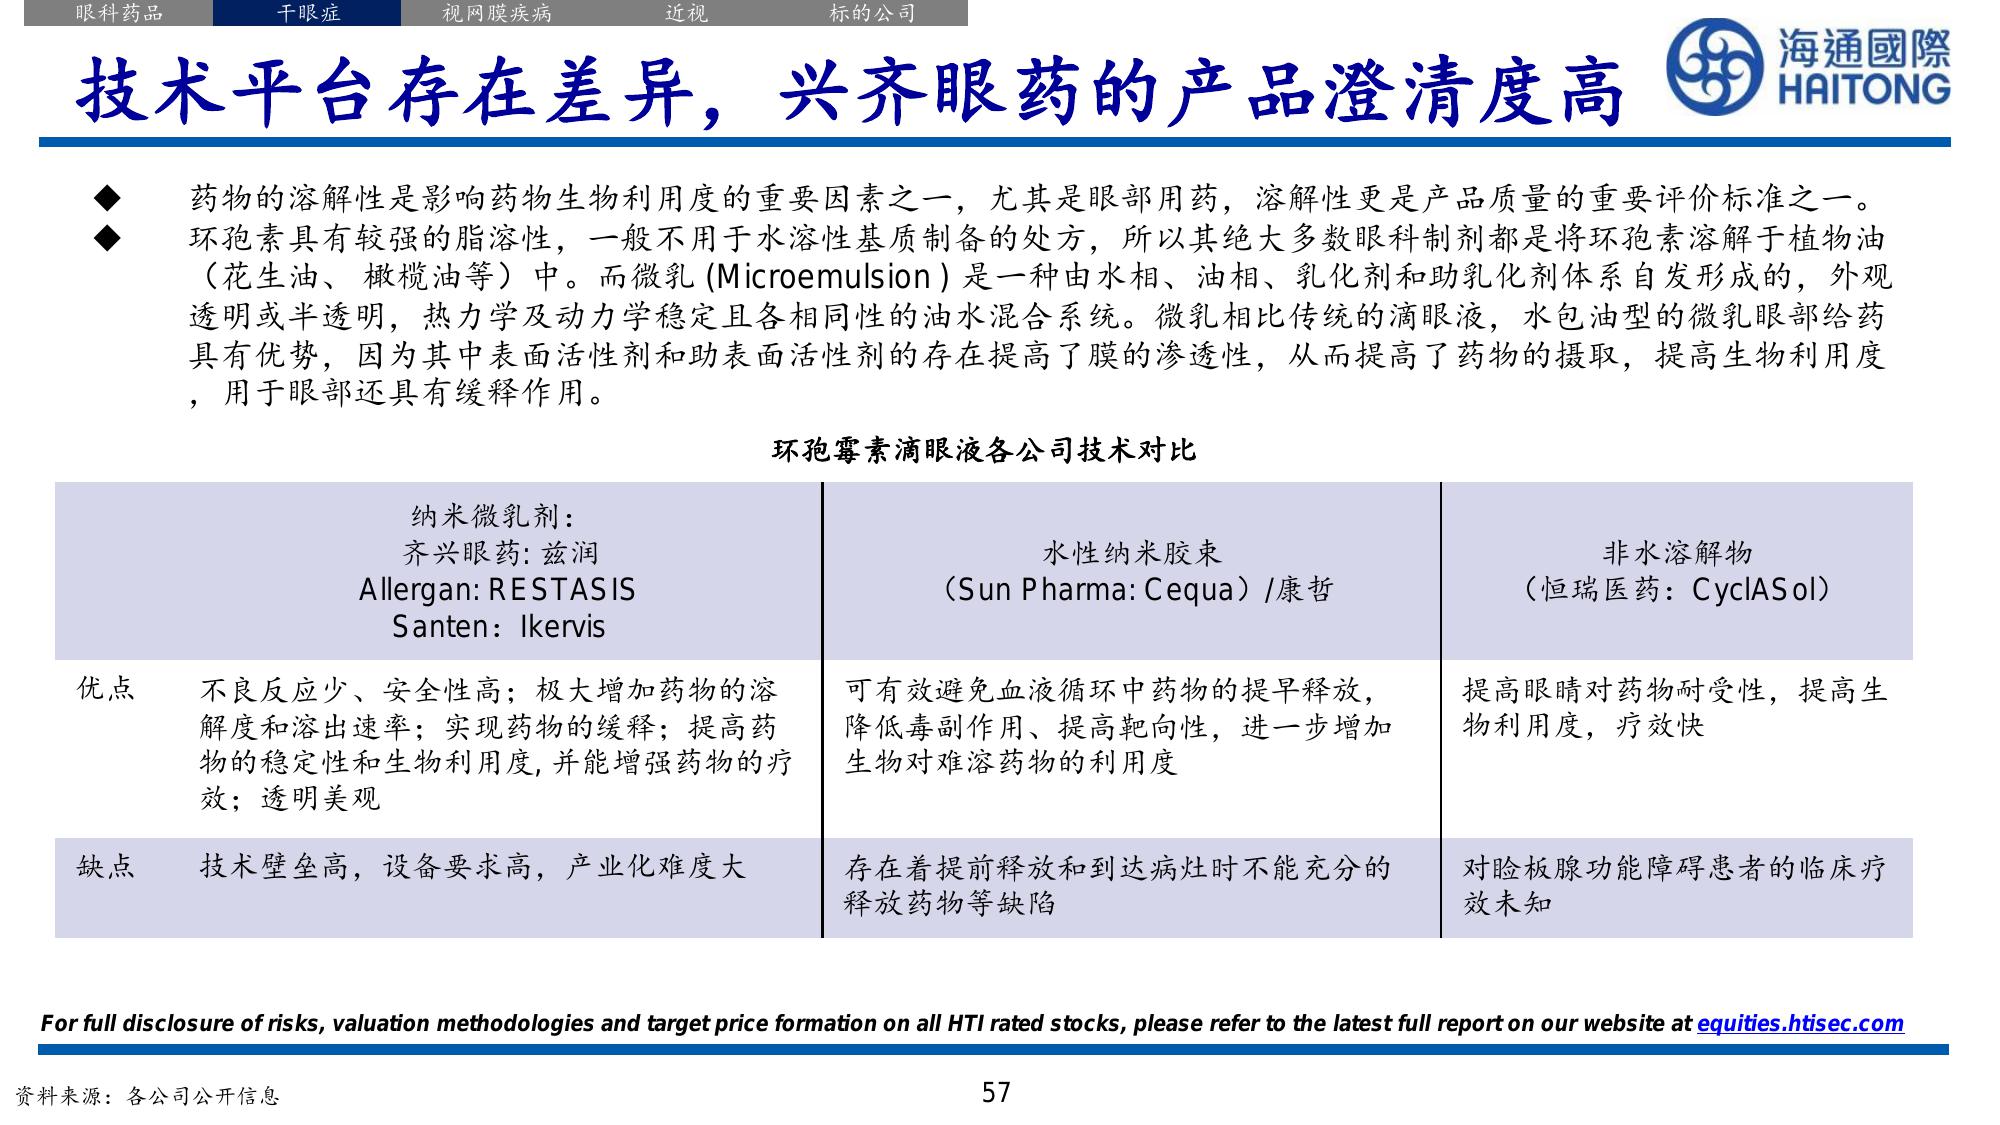 眼科药品 干眼症 视网膜疾病 近视 标的公司
技术平台存在差异，兴齐眼药的产品澄清度高
海通國際
HAITONG
◆ 药物的溶解性是影响药物生物利用度的重要因素之一，尤其是眼部用药，溶解性更是产品质量的重要评价标准之一。
◆ 环孢素具有较强的脂溶性，一般不用于水溶性基质制备的处方，所以其绝大多数眼科制剂都是将环孢素溶解于植物油
（花生油、 橄榄油等）中。而微乳 (Microemulsion ) 是一种由水相、油相、乳化剂和助乳化剂体系自发形成的，外观
透明或半透明，热力学及动力学稳定且各相同性的油水混合系统。微乳相比传统的滴眼液，水包油型的微乳眼部给药
具有优势，因为其中表面活性剂和助表面活性剂的存在提高了膜的渗透性，从而提高了药物的摄取，提高生物利用度
，用于眼部还具有缓释作用。
环孢霉素滴眼液各公司技术对比
纳米微乳剂：
齐兴眼药: 兹润
Allergan: RESTASIS
Santen：Ikervis
水性纳米胶束
（Sun Pharma: Cequa）/康哲
非水溶解物
（恒瑞医药：CyclASol）
优点
不良反应少、安全性高；极大增加药物的溶
解度和溶出速率；实现药物的缓释；提高药
物的稳定性和生物利用度, 并能增强药物的疗
效；透明美观
可有效避免血液循环中药物的提早释放，
降低毒副作用、提高靶向性，进一步增加
生物对难溶药物的利用度
提高眼睛对药物耐受性，提高生
物利用度，疗效快
缺点
技术壁垒高，设备要求高，产业化难度大
存在着提前释放和到达病灶时不能充分的
释放药物等缺陷
对睑板腺功能障碍患者的临床疗
效未知
For full disclosure of risks, valuation methodologies and target price formation on all HTI rated stocks, please refer to the latest full report on our website at equities.htisec.com
资料来源：各公司公开信息
57